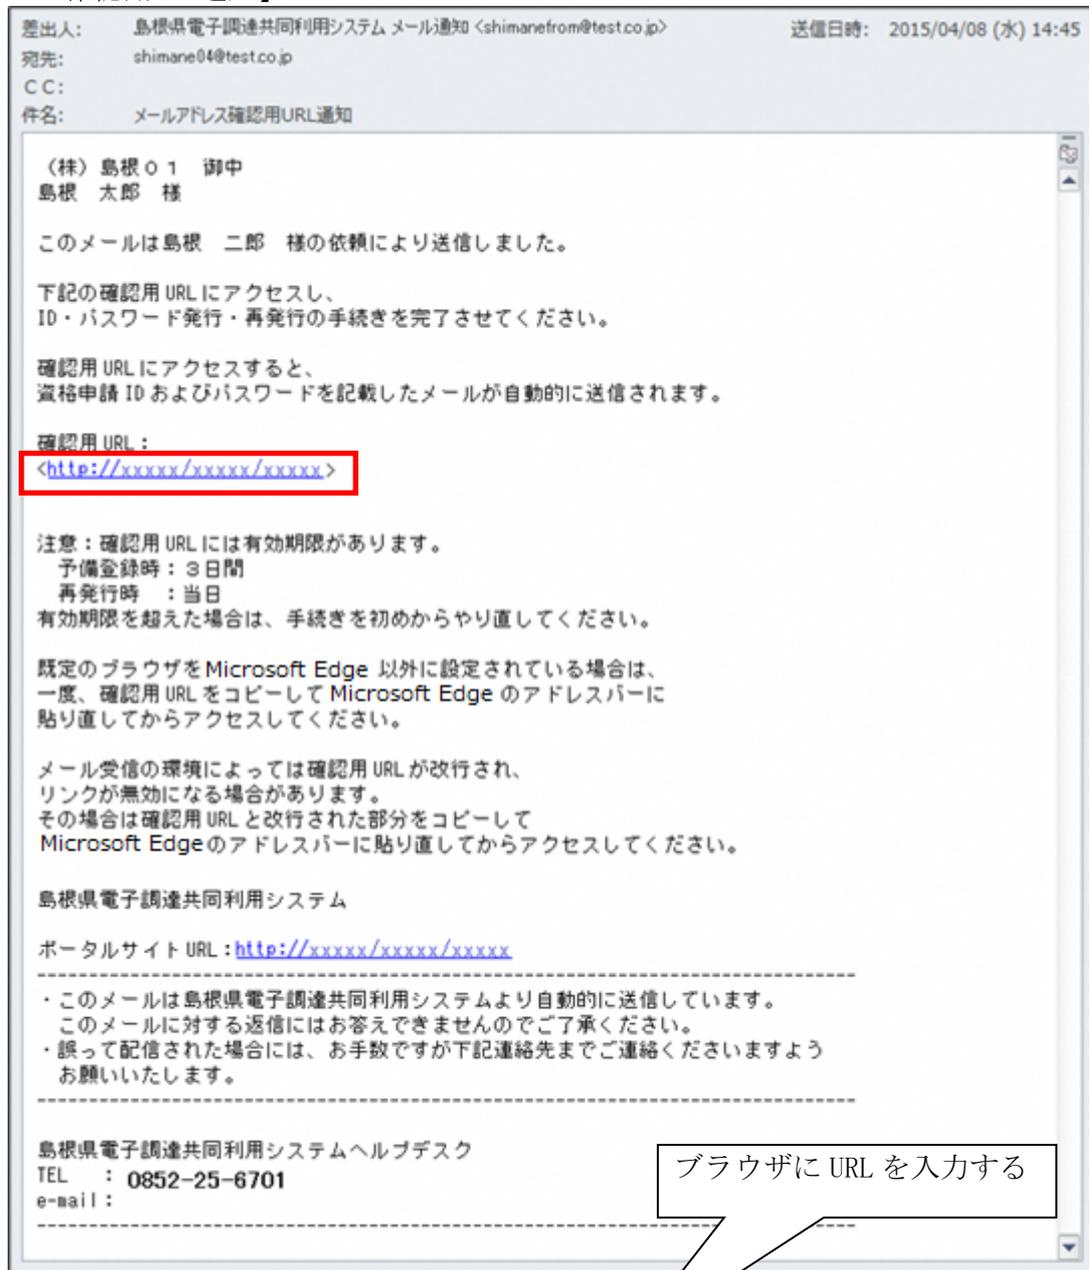 差出人: 島根県電子調達共同利用システム メール通知 <shimanefrom@test.co.jp> 送信日時: 2015/04/08 (水) 14:45
宛先: shimane04@test.co.jp
CC:
件名: メールアドレス確認用URL通知
（株）島根０１ 御中
島根 太郎 様
このメールは島根 二郎 様の依頼により送信しました。
下記の確認用URLにアクセスし、
ID・パスワード発行・再発行の手続きを完了させてください。
確認用URLにアクセスすると、
資格申請IDおよびパスワードを記載したメールが自動的に送信されます。
確認用URL：
<http://xxxxx/xxxxx/xxxxx>
注意：確認用URLには有効期限があります。
予備登録時：３日間
再発行時 ：当日
有効期限を超えた場合は、手続きを初めからやり直してください。
既定のブラウザをMicrosoft Edge 以外に設定されている場合は、
一度、確認用URLをコピーして Microsoft Edge のアドレスバーに
貼り直してからアクセスしてください。
メール受信の環境によっては確認用URLが改行され、
リンクが無効になる場合があります。
その場合は確認用URLと改行された部分をコピーして
Microsoft Edgeのアドレスバーに貼り直してからアクセスしてください。
島根県電子調達共同利用システム
ポータルサイトURL：http://xxxxx/xxxxx/xxxxx
--------------------------------------------------------------------------------
・このメールは島根県電子調達共同利用システムより自動的に送信しています。
このメールに対する返信にはお答えできませんのでご了承ください。
・誤って配信された場合には、お手数ですが下記連絡先までご連絡くださいますよう
お願いいたします。
--------------------------------------------------------------------------------
島根県電子調達共同利用システムヘルプデスク
TEL ： 0852-25-6701
e-mail：
--------------------------------------------------------------------------------
ブラウザに URL を入力する